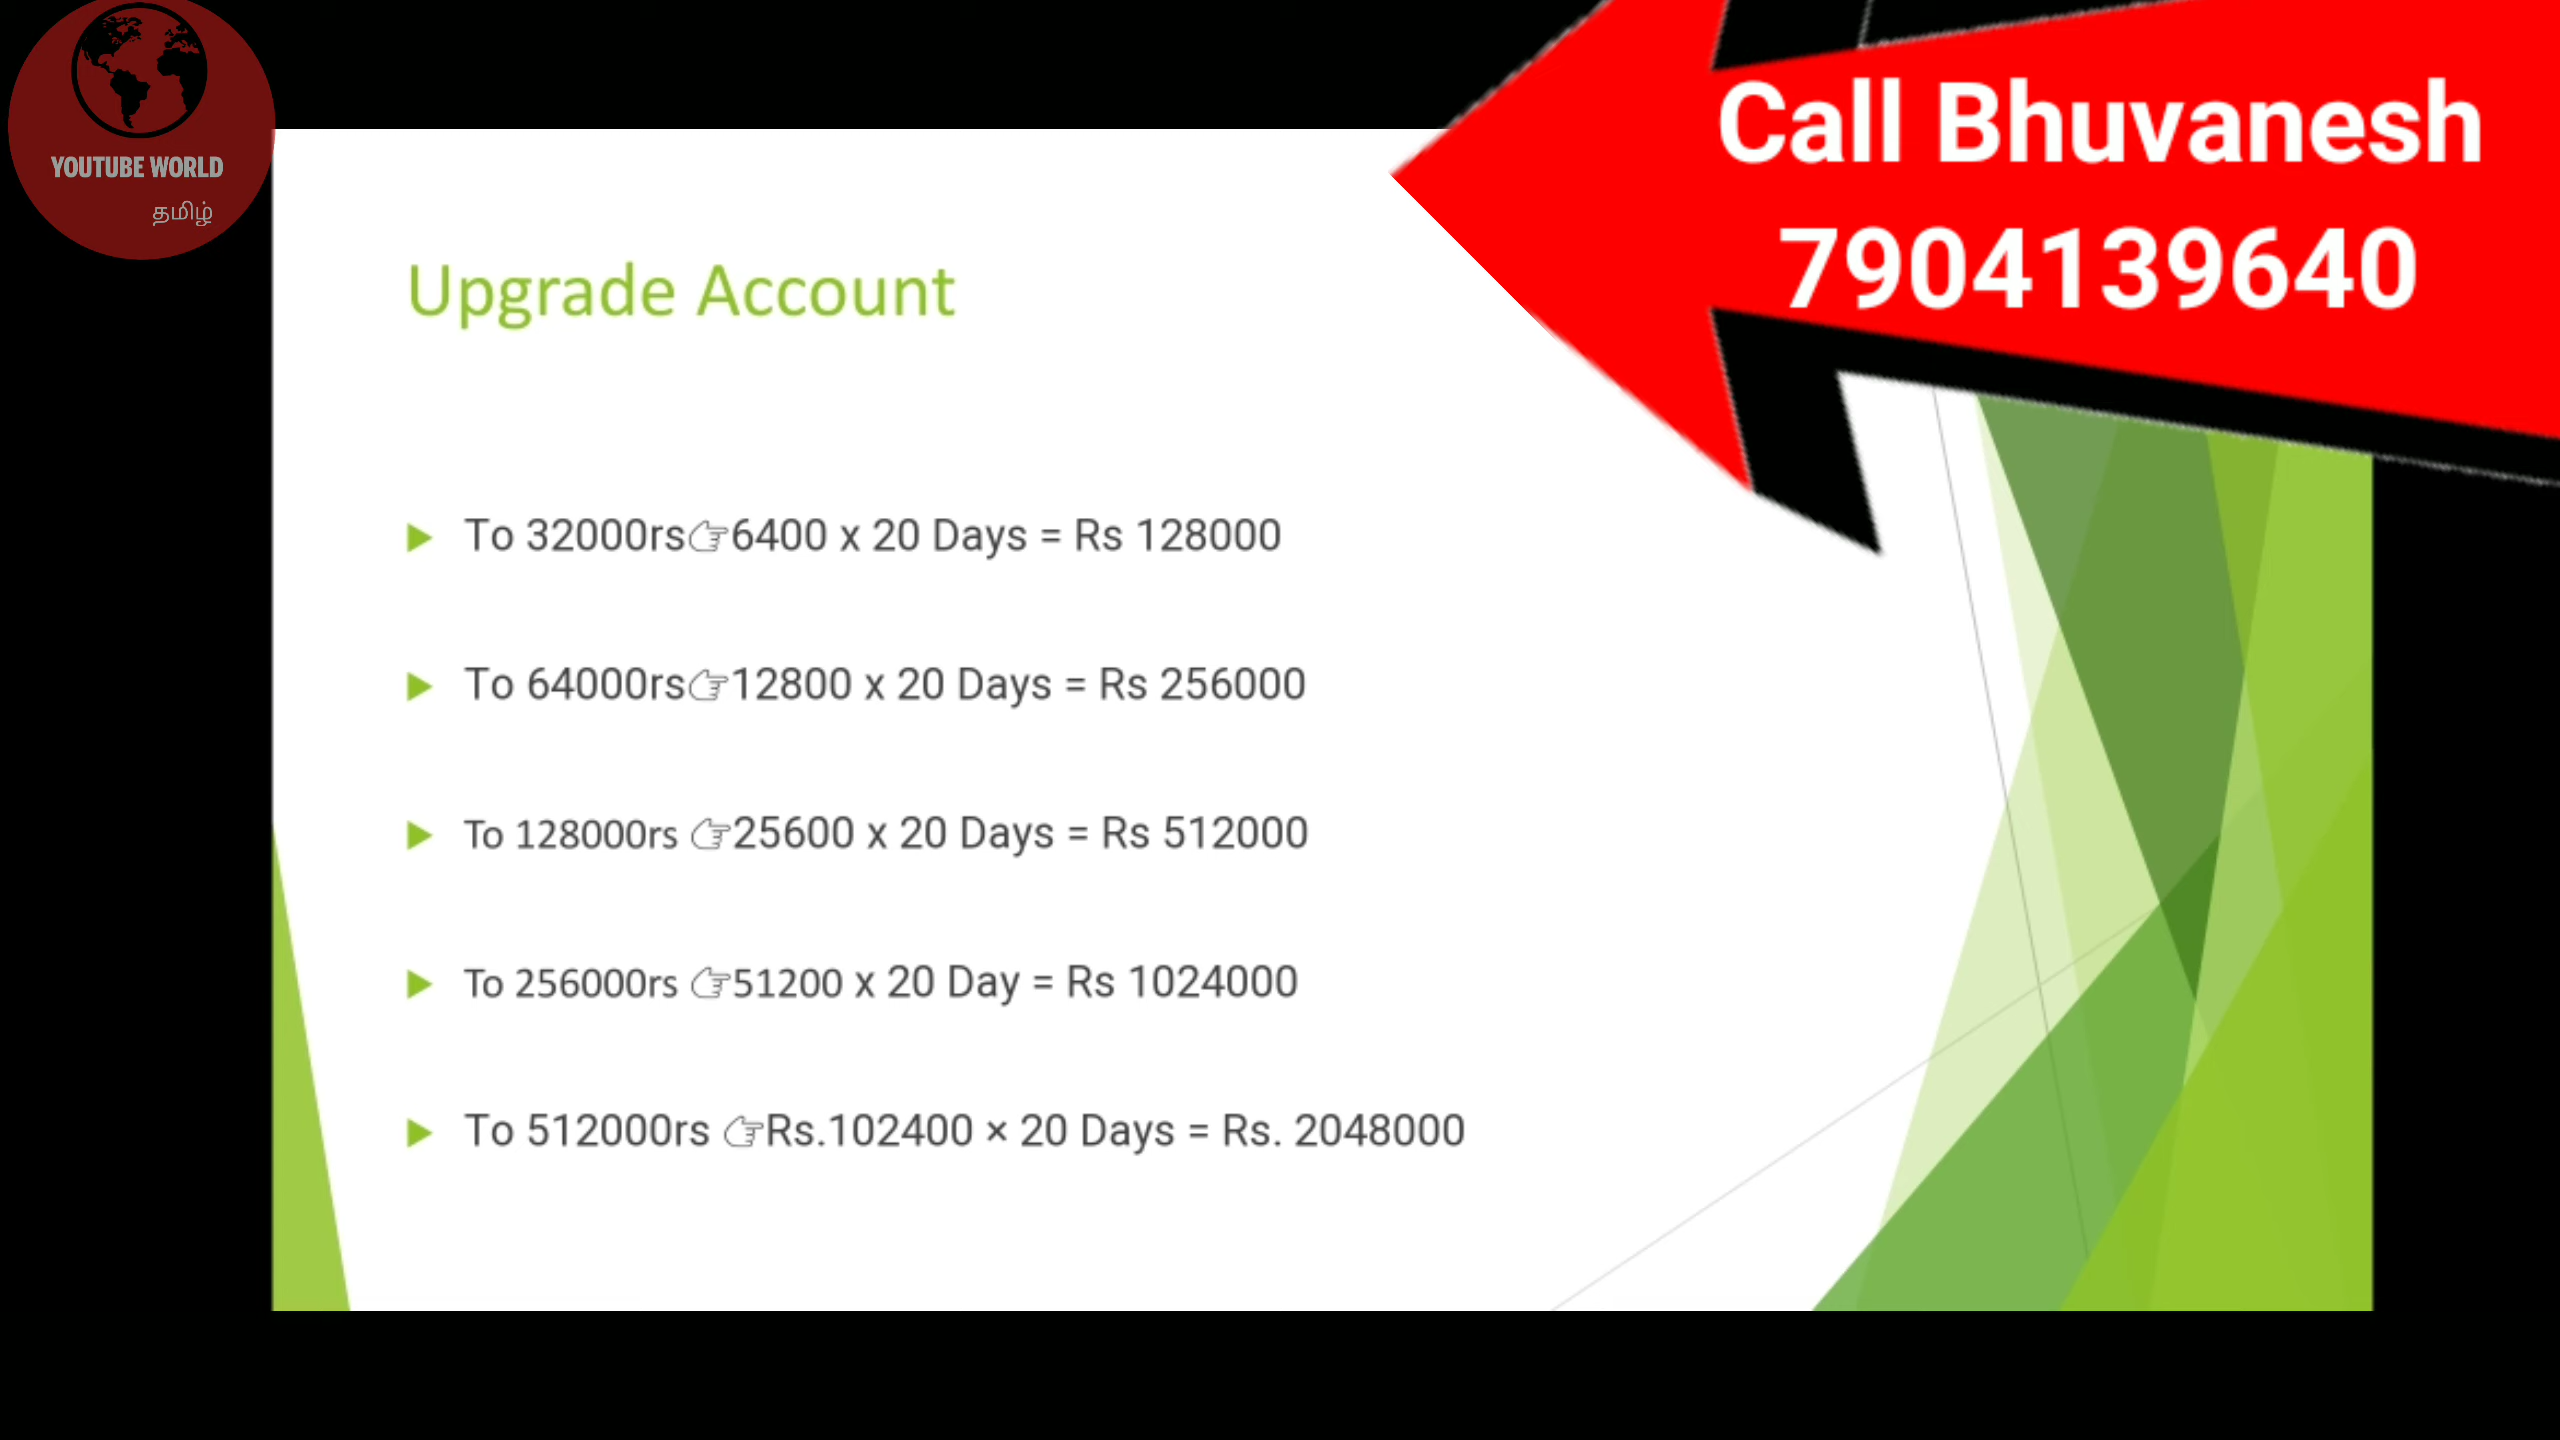 YOUTUBE WORLD
தமிழ்
Call Bhuvanesh
7904139640
Upgrade Account
To 32000rs👉6400 x 20 Days = Rs 128000
To 64000rs👉12800 x 20 Days = Rs 256000
To 128000rs 👉25600 x 20 Days = Rs 512000
To 256000rs 👉51200 x 20 Day = Rs 1024000
To 512000rs 👉Rs.102400 × 20 Days = Rs. 2048000